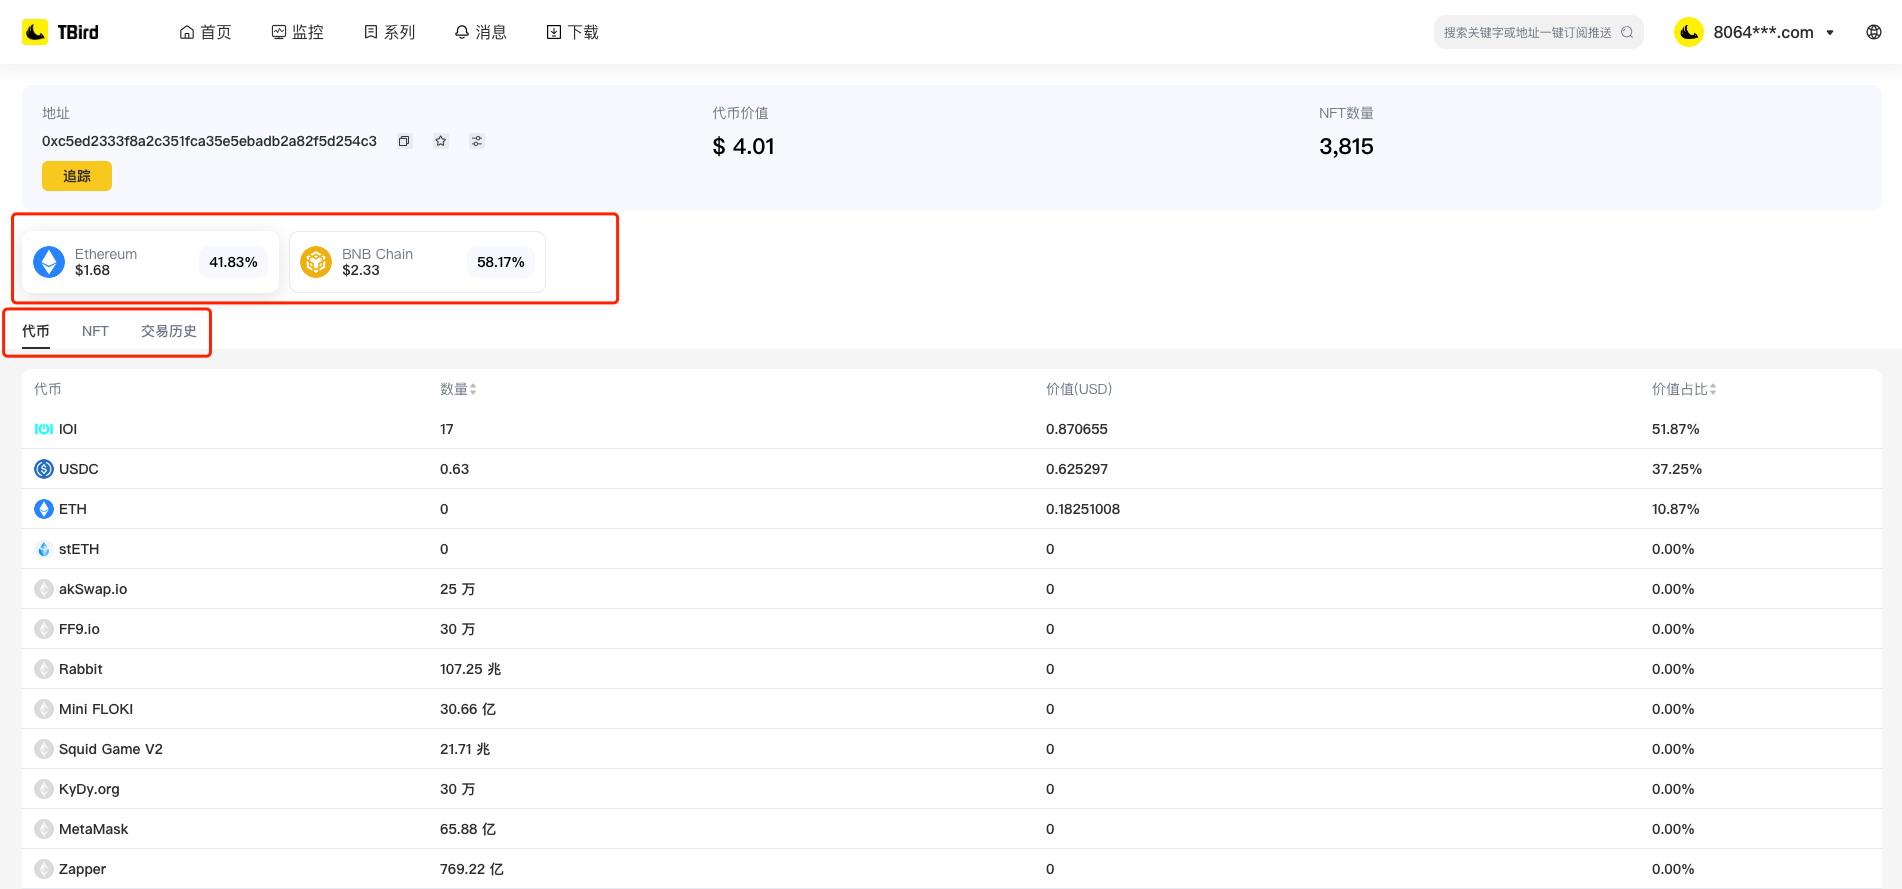 TBird
首页
监控
系列
消息
下载
搜索关键字或地址一键订阅推送
8064***.com
地址
0xc5ed2333f8a2c351fca35e5ebadb2a82f5d254c3
追踪
代币价值
$ 4.01
NFT数量
3,815
Ethereum
$1.68
41.83%
BNB Chain
$2.33
58.17%
代币 NFT 交易历史
代币 数量 价值(USD) 价值占比
IOI 17 0.870655 51.87%
USDC 0.63 0.625297 37.25%
ETH 0 0.18251008 10.87%
stETH 0 0 0.00%
akSwap.io 25 万 0 0.00%
FF9.io 30 万 0 0.00%
Rabbit 107.25 兆 0 0.00%
Mini FLOKI 30.66 亿 0 0.00%
Squid Game V2 21.71 兆 0 0.00%
KyDy.org 30 万 0 0.00%
MetaMask 65.88 亿 0 0.00%
Zapper 769.22 亿 0 0.00%